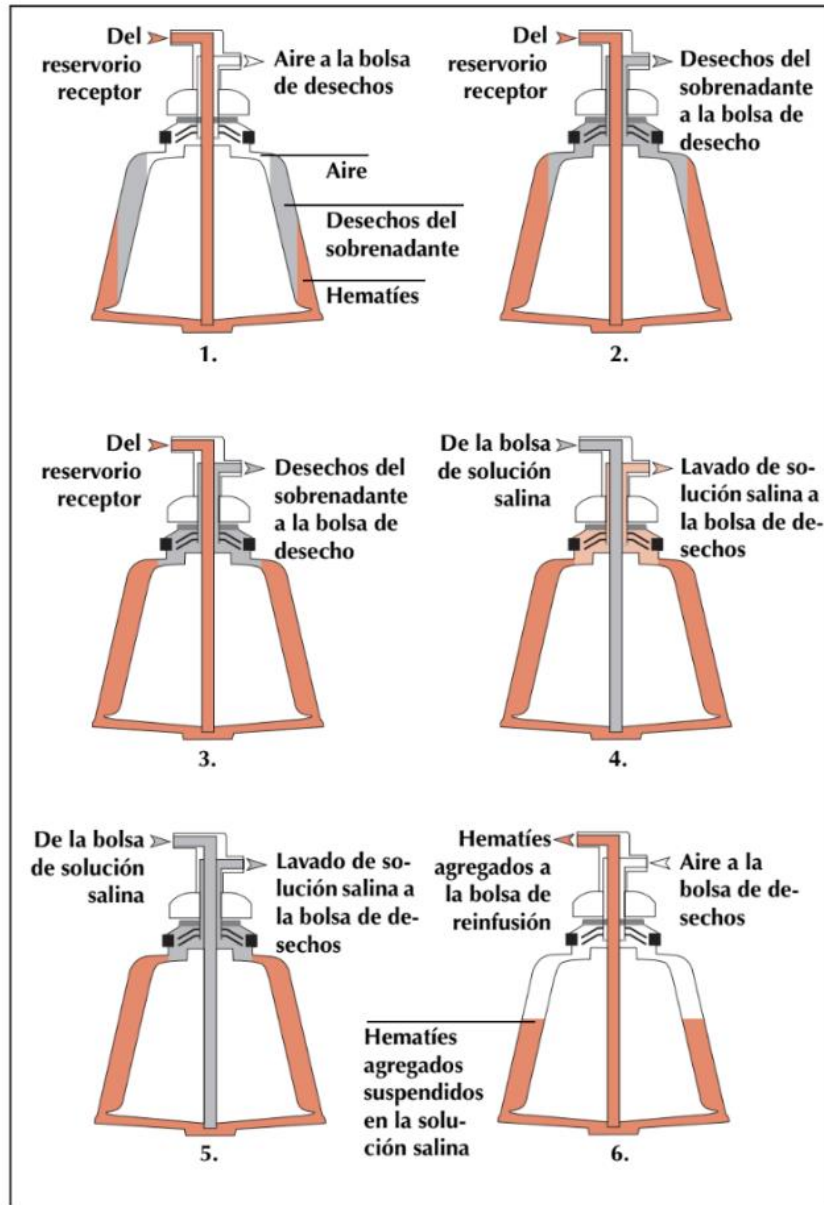 Del
reservorio
receptor
Aire a la bolsa
de desechos
Aire
Desechos del
sobrenadante
Hematíes
1.
Del
reservorio
receptor
Desechos del
sobrenadante
a la bolsa de
desecho
2.
Del
reservorio
receptor
Desechos del
sobrenadante
a la bolsa de
desecho
3.
De la bolsa
de solución
salina
Lavado de so-
lución salina a
la bolsa de de-
sechos
4.
De la bolsa
de solución
salina
Lavado de so-
lución salina a
la bolsa de de-
sechos
5.
Hematíes
agregados a
la bolsa de
reinfusión
Aire a la
bolsa de de-
sechos
Hematíes
agregados
suspendidos
en la solu-
ción salina
6.